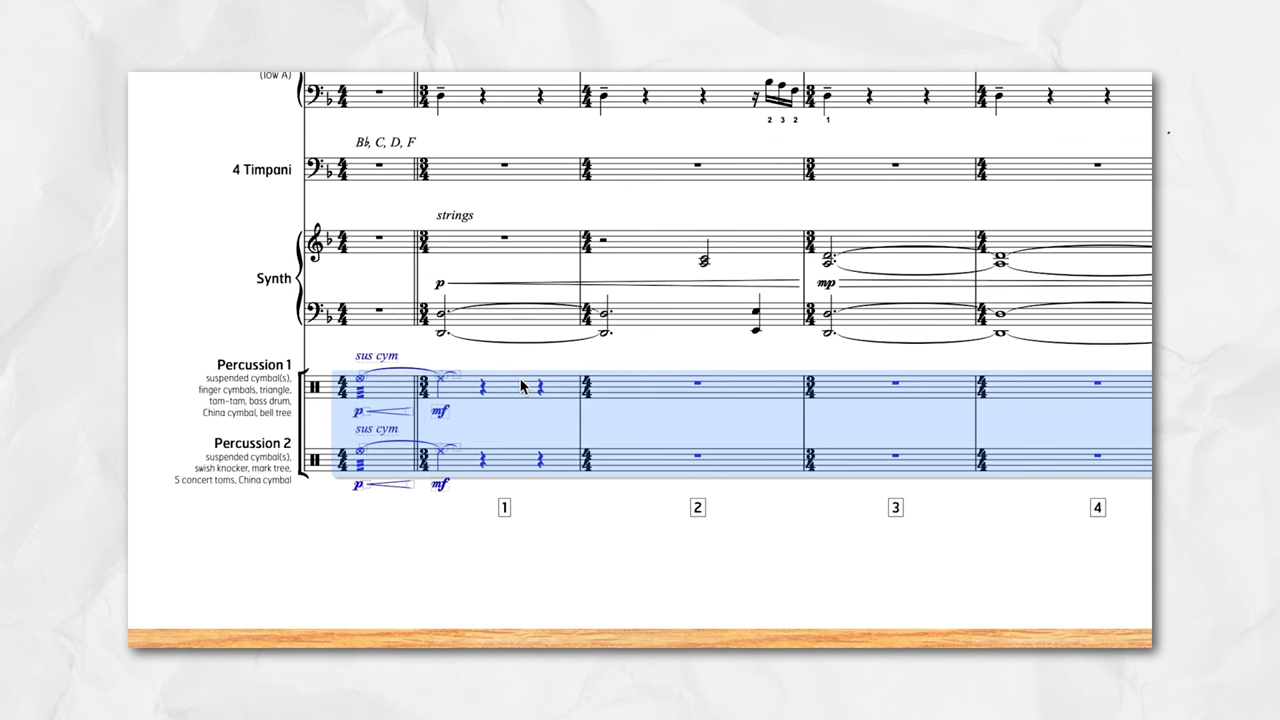 (low A)
2 3 2
1
Bb, C, D, F
4 Timpani
strings
Synth
p
mp
sus cym
Percussion 1
suspended cymbal(s),
finger cymbals, triangle,
tam-tam, bass drum,
China cymbal, bell tree
p
mf
sus cym
Percussion 2
suspended cymbal(s),
swish knocker, mark tree,
5 concert toms, China cymbal
p
mf
1
2
3
4